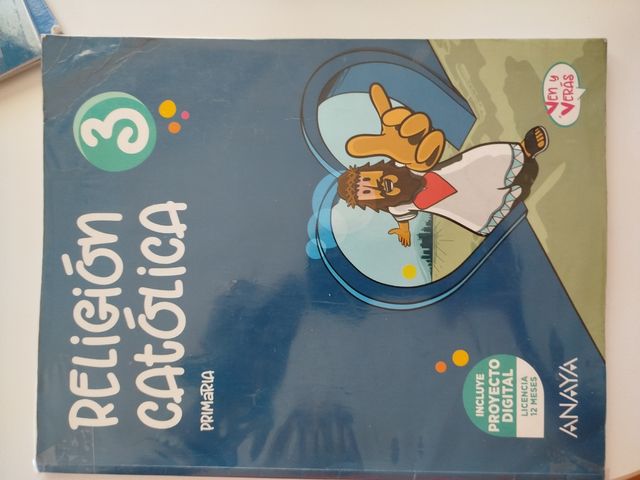 3
RELIGIÓN
CATÓLICA
PRIMARIA
VEN Y
VERÁS
INCLUYE
PROYECTO
DIGITAL
LICENCIA
12 MESES
ANAYA